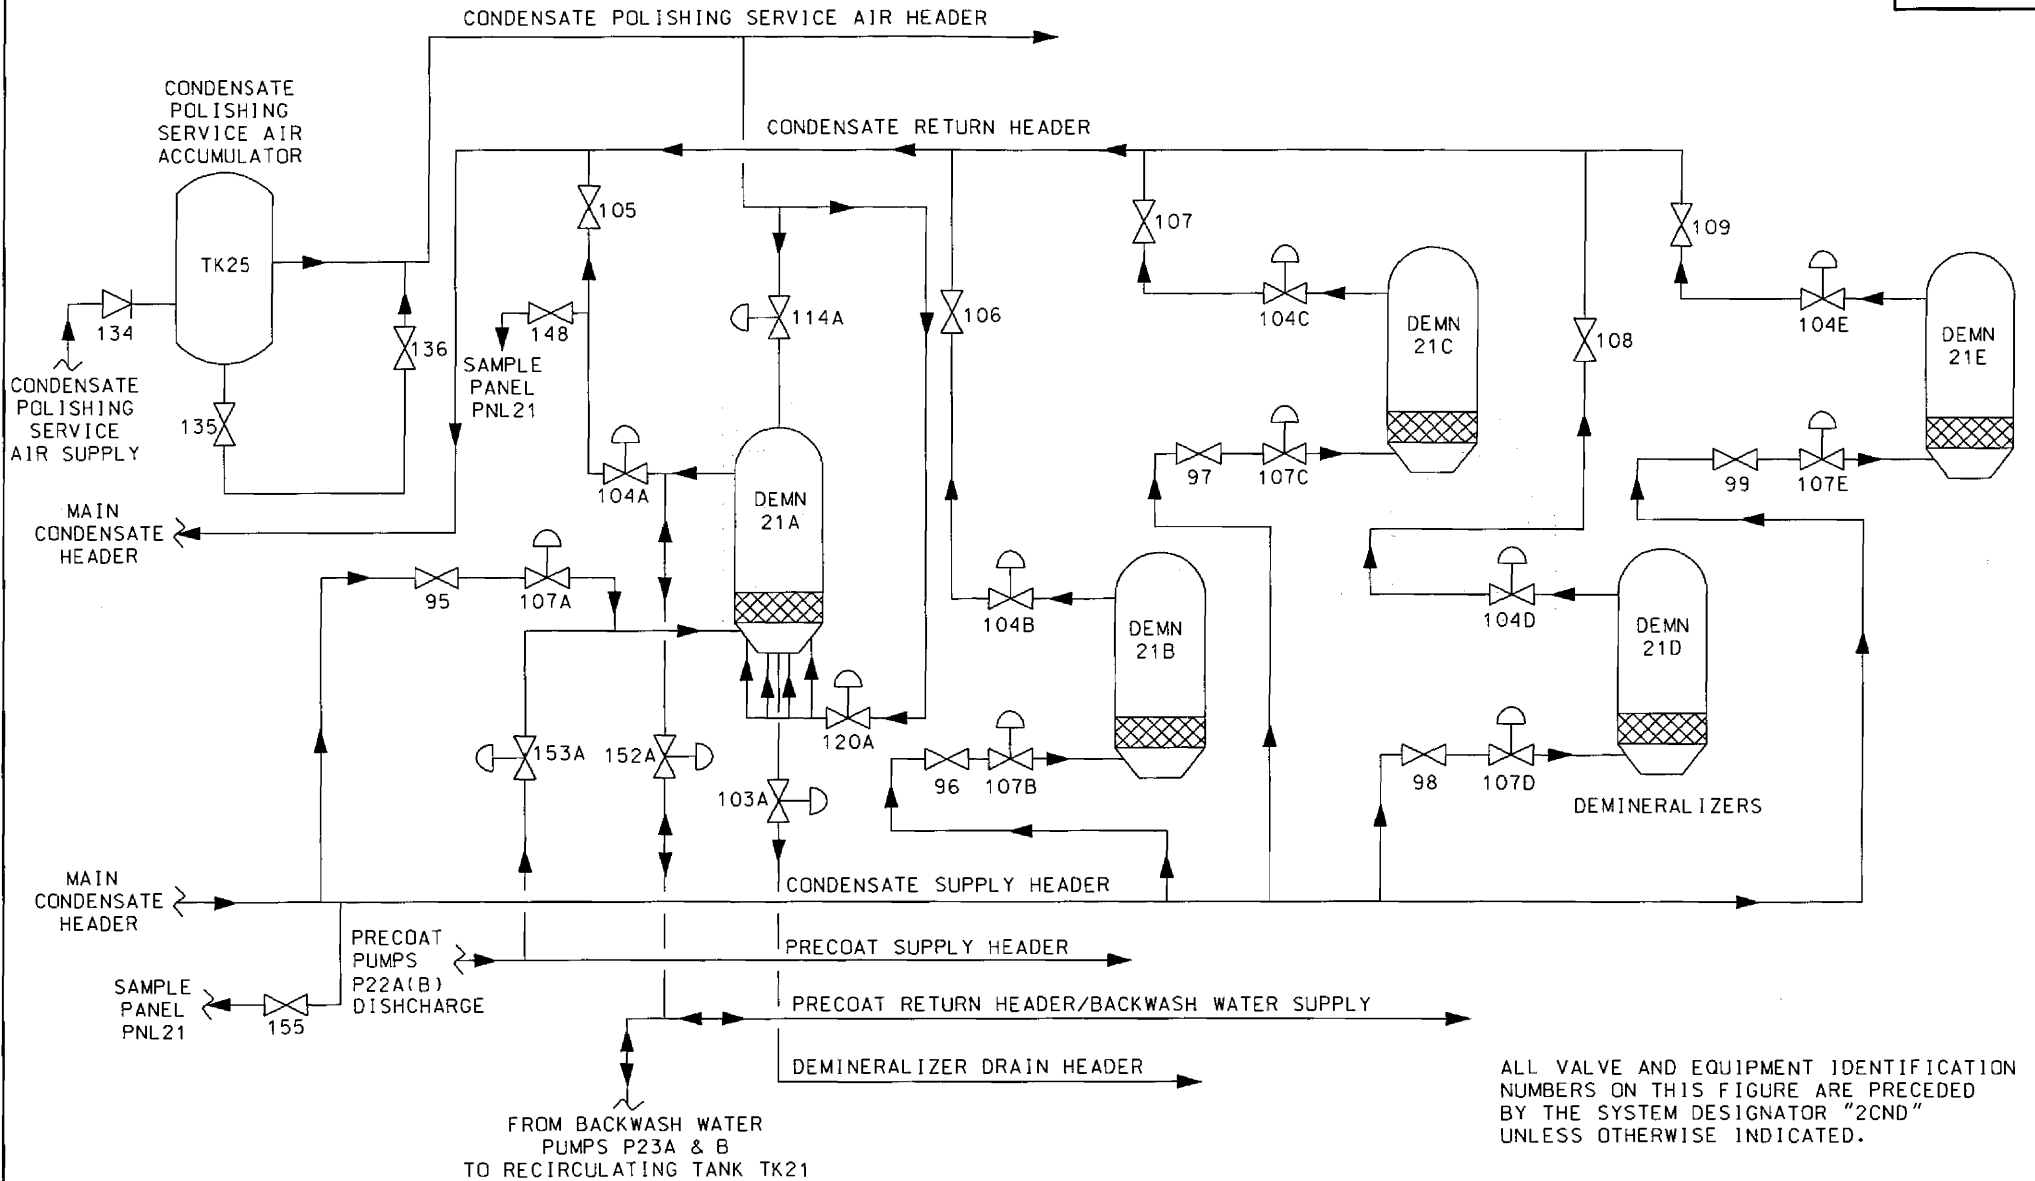 CONDENSATE POLISHING SERVICE AIR HEADER
CONDENSATE
POLISHING
SERVICE AIR
ACCUMULATOR
CONDENSATE RETURN HEADER
105
107
109
TK25
134
136
135
148
114A
106
104C
108
104E
DEMN
21C
DEMN
21E
SAMPLE
PANEL
PNL21
CONDENSATE
POLISHING
SERVICE
AIR SUPPLY
104A
97
107C
99
107E
DEMN
21A
MAIN
CONDENSATE
HEADER
95
107A
104B
104D
DEMN
21B
DEMN
21D
153A
152A
120A
103A
96
107B
98
107D
DEMINERALIZERS
MAIN
CONDENSATE
HEADER
CONDENSATE SUPPLY HEADER
PRECOAT
PUMPS
P22A(B)
DISHCHARGE
PRECOAT SUPPLY HEADER
SAMPLE
PANEL
PNL21
155
PRECOAT RETURN HEADER/BACKWASH WATER SUPPLY
DEMINERALIZER DRAIN HEADER
FROM BACKWASH WATER
PUMPS P23A & B
TO RECIRCULATING TANK TK21
ALL VALVE AND EQUIPMENT IDENTIFICATION
NUMBERS ON THIS FIGURE ARE PRECEDED
BY THE SYSTEM DESIGNATOR "2CND"
UNLESS OTHERWISE INDICATED.